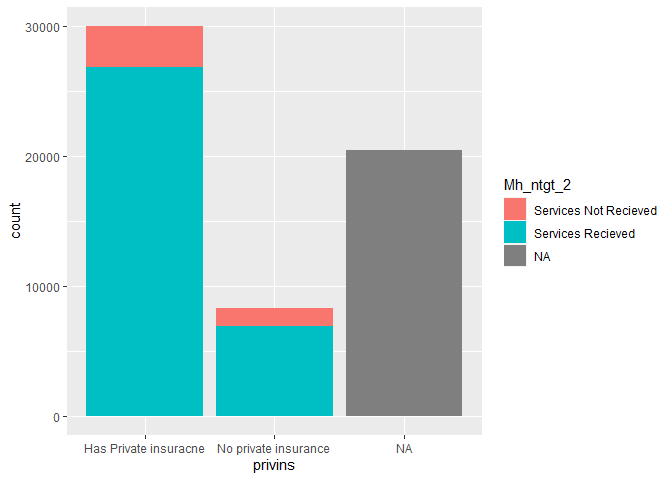 30000
20000
10000
0
count
Has Private insuracne
No private insurance
NA
privins
Mh_ntgt_2
Services Not Recieved
Services Recieved
NA